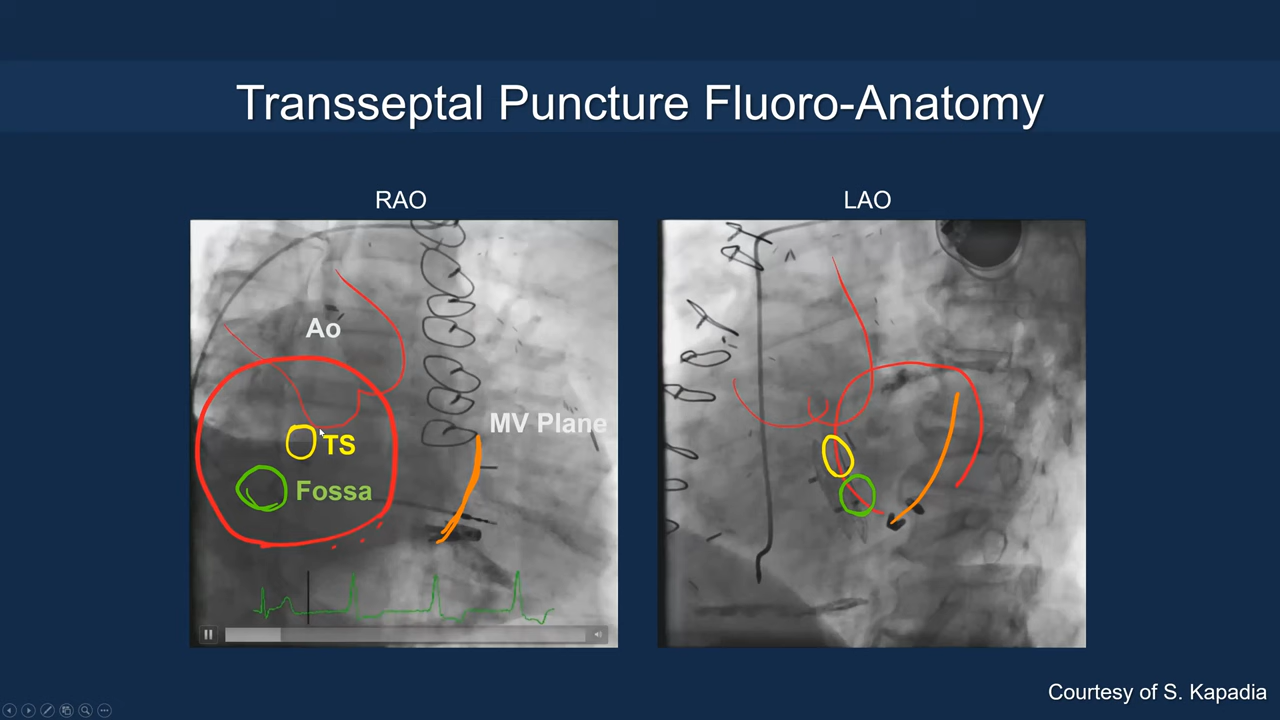 Transseptal Puncture Fluoro-Anatomy
RAO
LAO
Ao
MV Plane
TS
Fossa
Courtesy of S. Kapadia